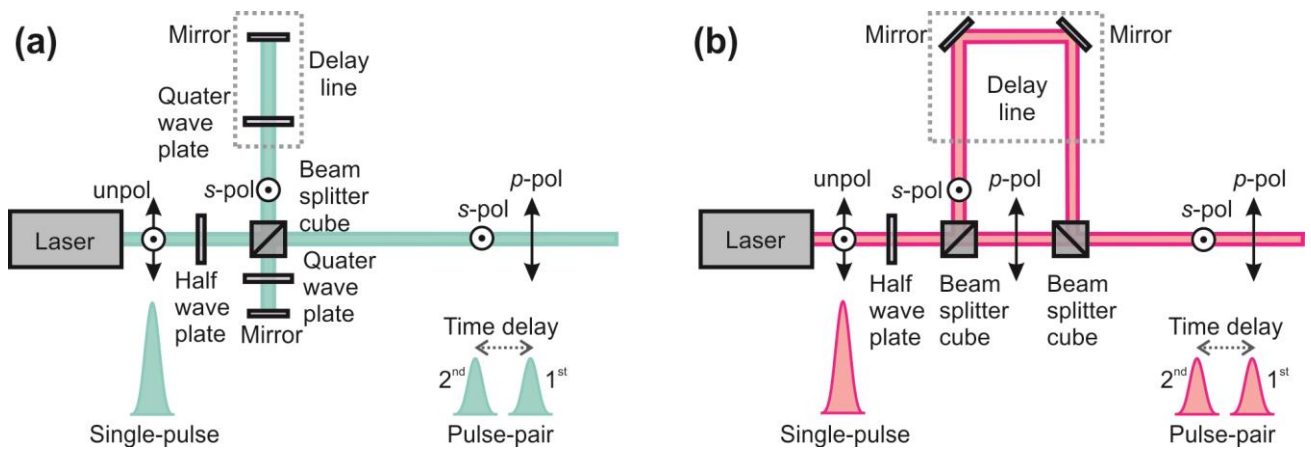 (a)
Mirror
Delay
line
Quater
wave
plate
unpol
s-pol
Beam
splitter
cube
p-pol
s-pol
Laser
Half
wave
plate
Quater
wave
plate
Mirror
Time delay
2nd
1st
Single-pulse
Pulse-pair
(b)
Mirror
Mirror
Delay
line
unpol
s-pol
p-pol
p-pol
s-pol
Laser
Half
wave
plate
Beam
splitter
cube
Beam
splitter
cube
Time delay
2nd
1st
Single-pulse
Pulse-pair